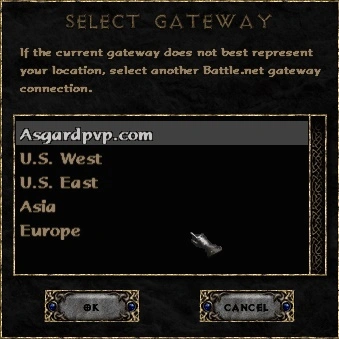 SELECT GATEWAY
If the current gateway does not best represent
your location, select another Battle.net gateway
connection.
Asgardpvp.com
U.S. West
U.S. East
Asia
Europe
OK
CANCEL